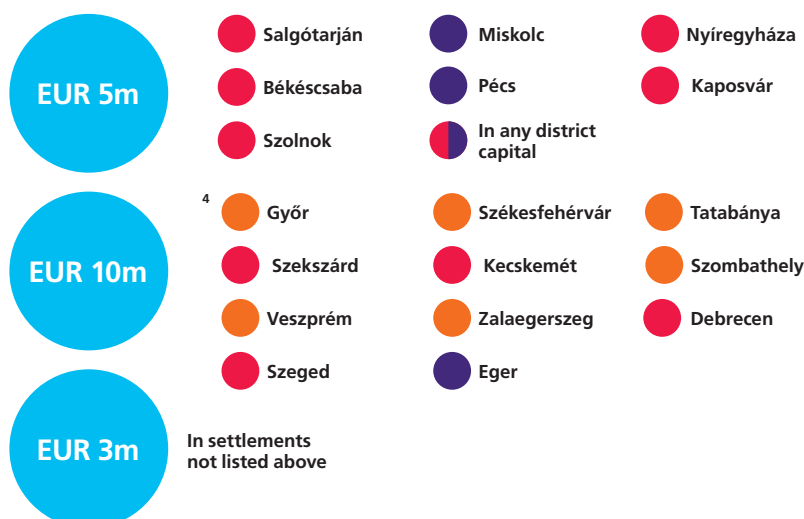 EUR 5m
Salgótarján
Miskolc
Nyíregyháza
Békéscsaba
Pécs
Kaposvár
Szolnok
In any district
capital
EUR 10m
4
Győr
Székesfehérvár
Tatabánya
Szekszárd
Kecskemét
Szombathely
Veszprém
Zalaegerszeg
Debrecen
Szeged
Eger
EUR 3m
In settlements
not listed above